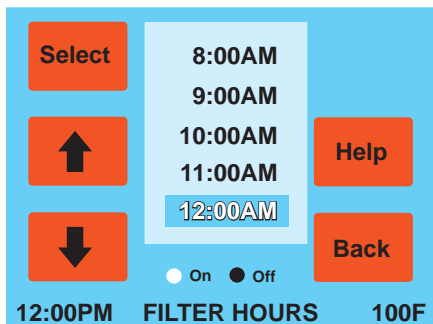 Select
8:00AM
9:00AM
10:00AM
11:00AM
12:00AM
Help
Back
On Off
12:00PM FILTER HOURS 100F